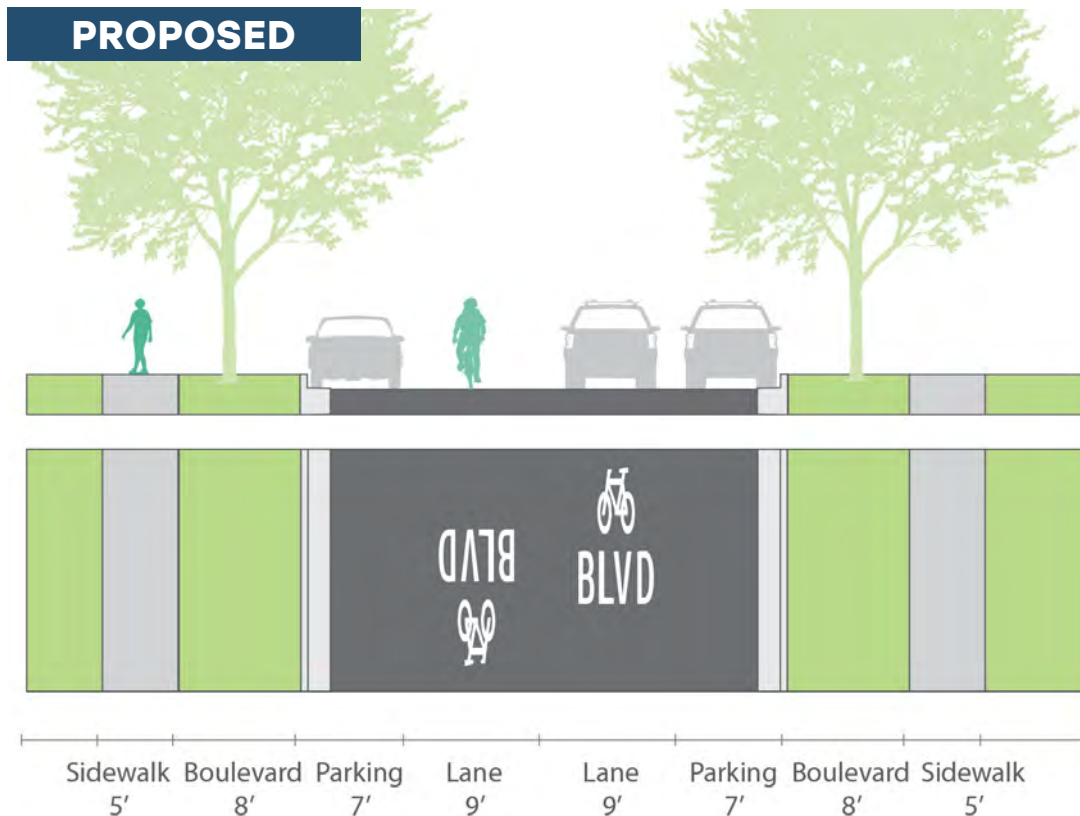 PROPOSED
BLVD
BLVD
Sidewalk Boulevard Parking Lane Lane Parking Boulevard Sidewalk
5’ 8’ 7’ 9’ 9’ 7’ 8’ 5’